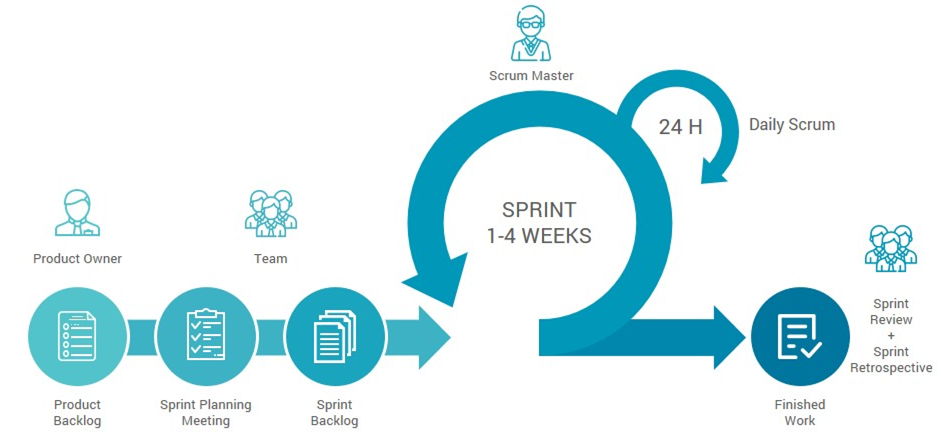 Scrum Master
24 H
Daily Scrum
SPRINT
1-4 WEEKS
Product Owner
Team
Product
Backlog
Sprint Planning
Meeting
Sprint
Backlog
Finished
Work
Sprint
Review
+
Sprint
Retrospective